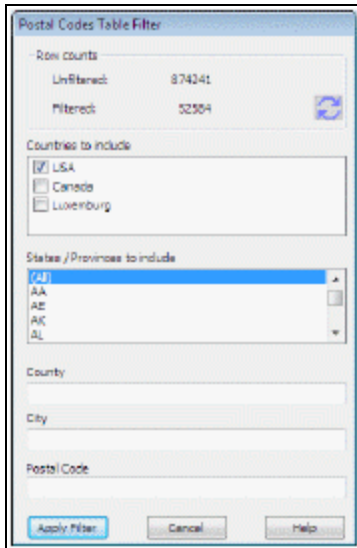 Postal Codes Table Filter
Row counts
Unfiltered: 874241
Filtered: 52584
Countries to include
USA
Canada
Luxemburg
States / Provinces to include
(All)
AA
AE
AK
AL
County
City
Postal Code
Apply Filter Cancel Help